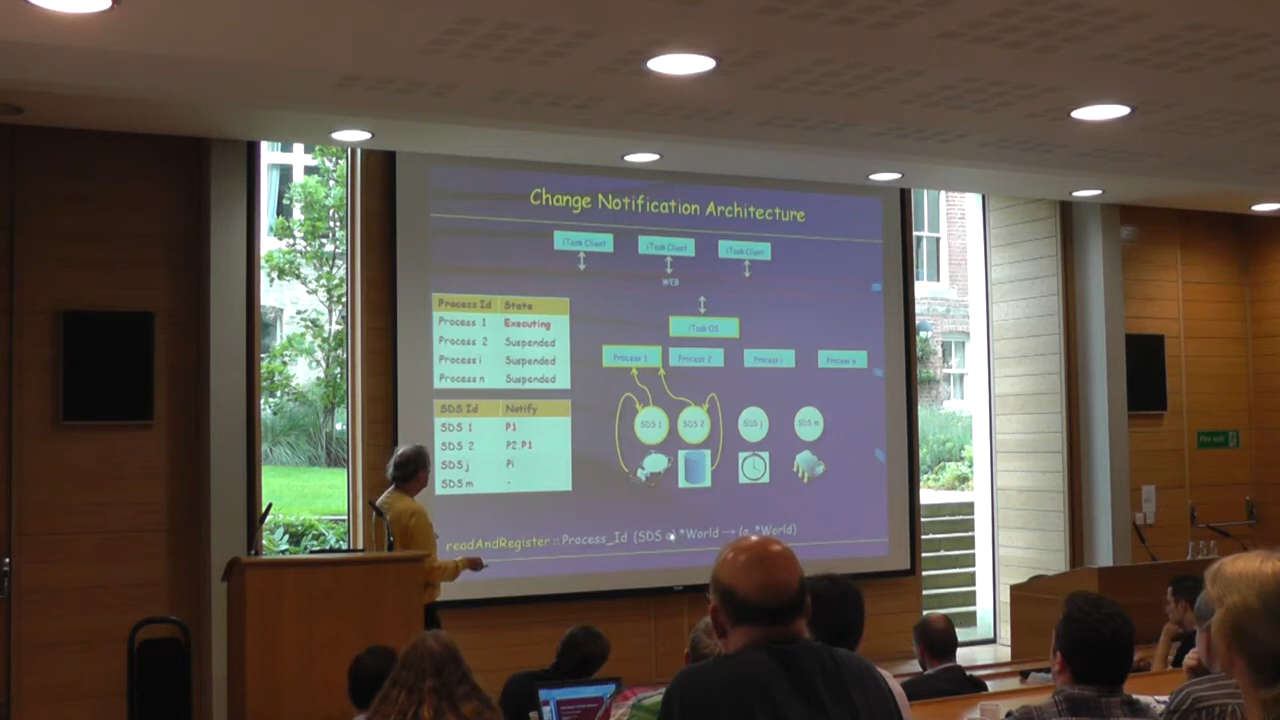 Change Notification Architecture
iTask Client iTask Client iTask Client
WEB
iTask OS
Process Id State
Process 1 Executing
Process 2 Suspended
Process i Suspended
Process n Suspended
Process 1 Process 2 Process i Process n
SDS Id Notify
SDS 1 P1
SDS 2 P2,P1
SDS j Pi
SDS m -
SDS 1 SDS 2 SDS j SDS m
readAndRegister :: Process_Id (SDS a) *World → (a, *World)
Fire exit